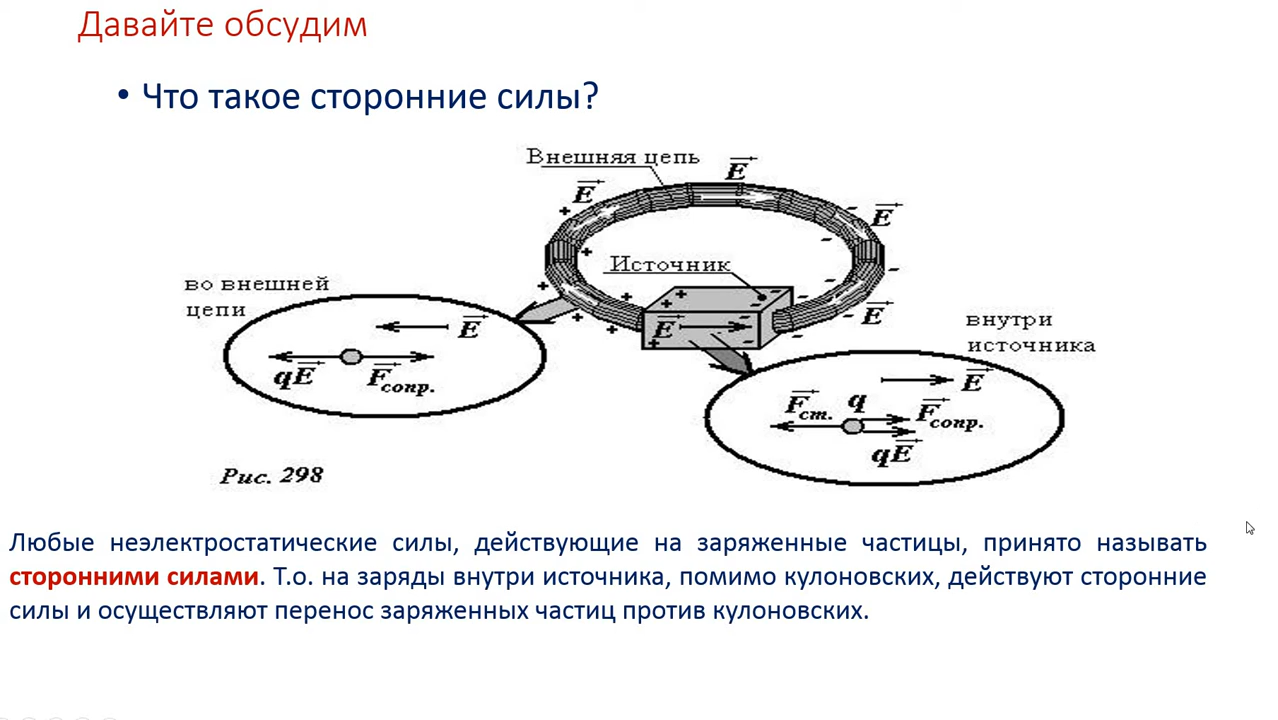 Давайте обсудим
• Что такое сторонние силы?
Внешняя цепь
E
E
E
Источник
во внешней
цепи
E
E
E
внутри
источника
qE
Fсопр.
E
Fст.
q
Fсопр.
qE
Рис. 298
+ + + + + + + + +
- - - - - - - - -
Любые неэлектростатические силы, действующие на заряженные частицы, принято называть
сторонними силами. Т.о. на заряды внутри источника, помимо кулоновских, действуют сторонние
силы и осуществляют перенос заряженных частиц против кулоновских.